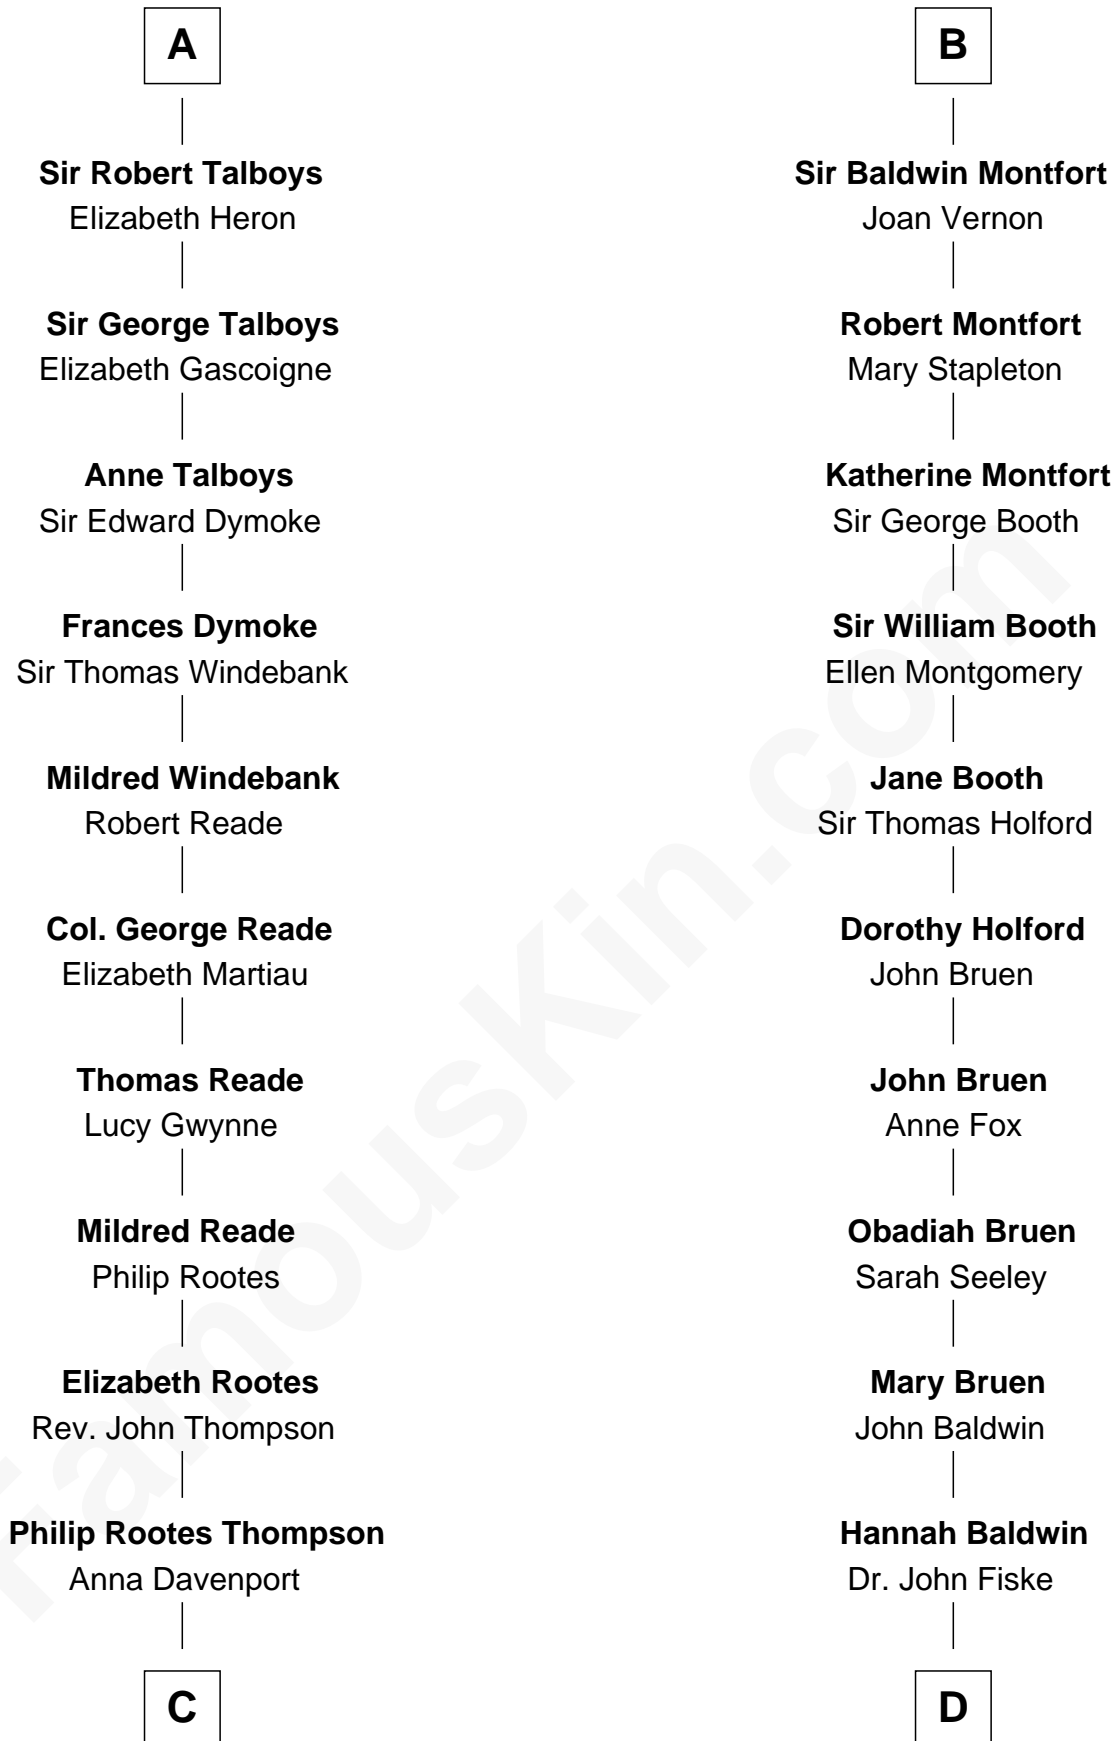 A
Sir Robert Talboys
Elizabeth Heron
Sir George Talboys
Elizabeth Gascoigne
Anne Talboys
Sir Edward Dymoke
Frances Dymoke
Sir Thomas Windebank
Mildred Windebank
Robert Reade
Col. George Reade
Elizabeth Martiau
Thomas Reade
Lucy Gwynne
Mildred Reade
Philip Rootes
Elizabeth Rootes
Rev. John Thompson
Philip Rootes Thompson
Anna Davenport
C
B
Sir Baldwin Montfort
Joan Vernon
Robert Montfort
Mary Stapleton
Katherine Montfort
Sir George Booth
Sir William Booth
Ellen Montgomery
Jane Booth
Sir Thomas Holford
Dorothy Holford
John Bruen
John Bruen
Anne Fox
Obadiah Bruen
Sarah Seeley
Mary Bruen
John Baldwin
Hannah Baldwin
Dr. John Fiske
D
FamousKin.com